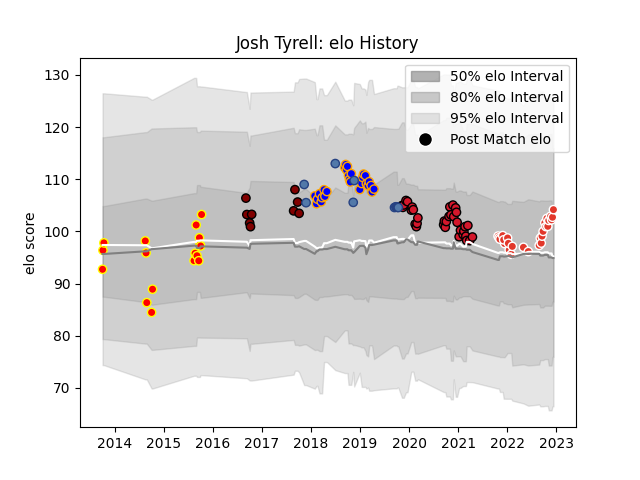 Josh Tyrell: elo History
50% elo Interval
80% elo Interval
95% elo Interval
Post Match elo
elo score
130
120
110
100
90
80
70
2014 2015 2016 2017 2018 2019 2020 2021 2022 2023